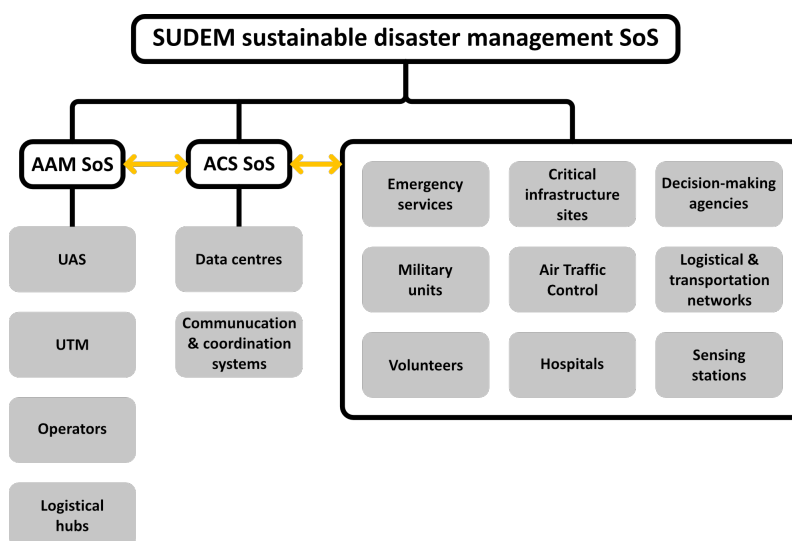 SUDEM sustainable disaster management SoS
AAM SoS
ACS SoS
UAS
UTM
Operators
Logistical
hubs
Data centres
Communucation
& coordination
systems
Emergency
services
Critical
infrastructure
sites
Decision-making
agencies
Military
units
Air Traffic
Control
Logistical &
transportation
networks
Volunteers
Hospitals
Sensing
stations